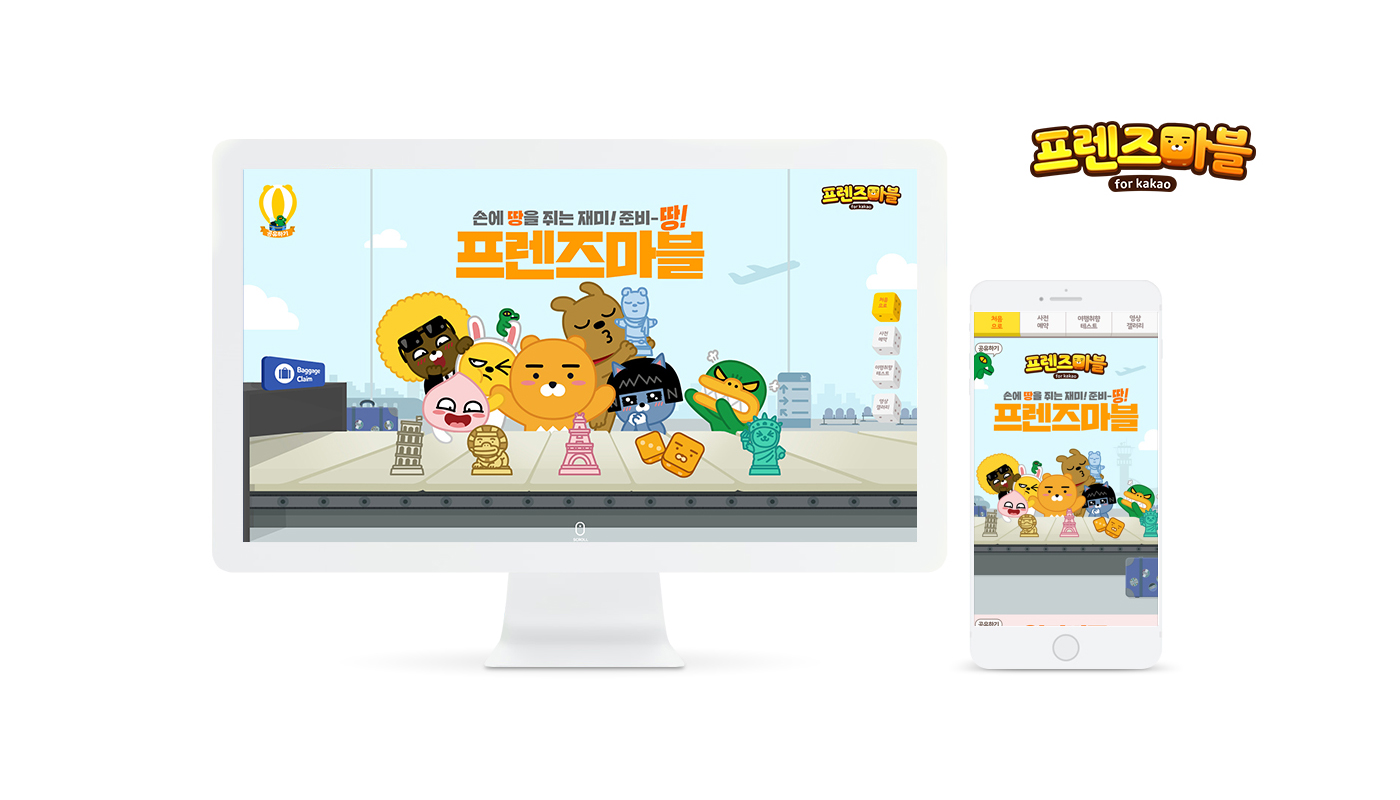 프렌즈마블
for kakao
공유하기
프렌즈마블
for kakao
손에 땅을 쥐는 재미! 준비-땅!
프렌즈마블
처음
으로
사전
예약
여행취향
테스트
영상
갤러리
Baggage
Claim
SCROLL
처음
으로
사전
예약
여행취향
테스트
영상
갤러리
공유하기
프렌즈마블
for kakao
손에 땅을 쥐는 재미! 준비-땅!
프렌즈마블
공유하기